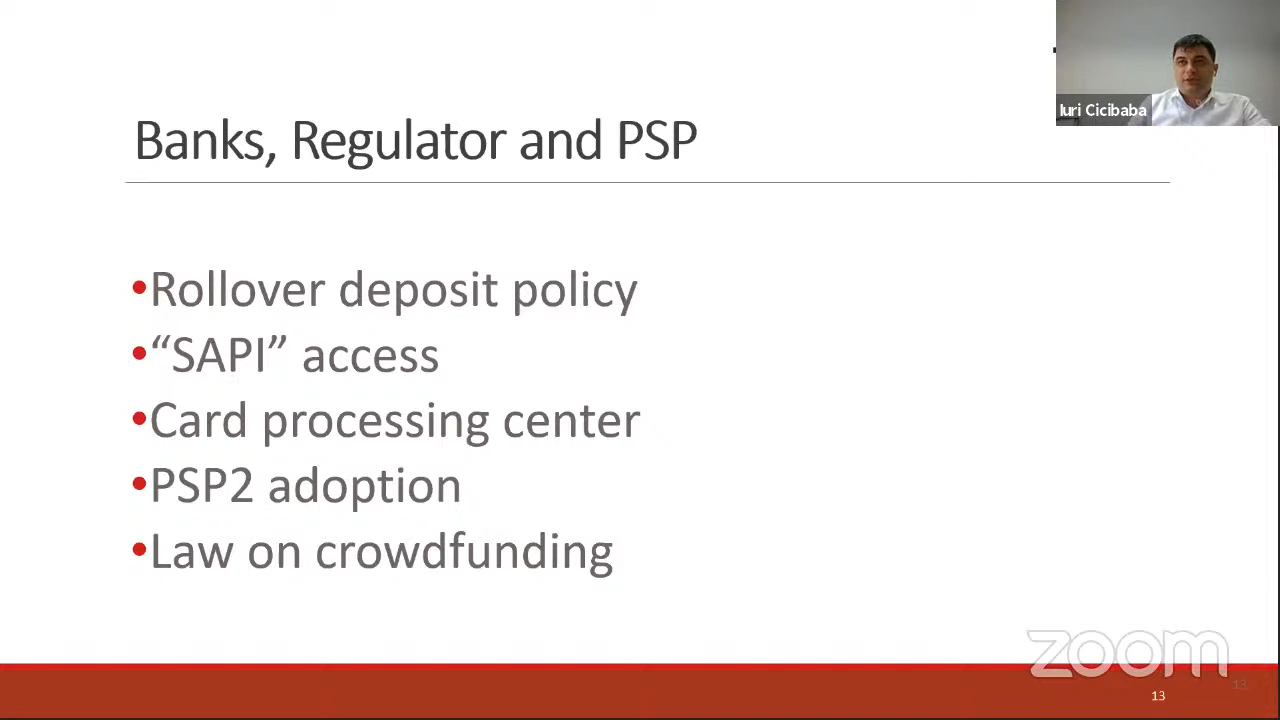 Iuri Cicibaba
Banks, Regulator and PSP
•Rollover deposit policy
•“SAPI” access
•Card processing center
•PSP2 adoption
•Law on crowdfunding
zoom
13
13